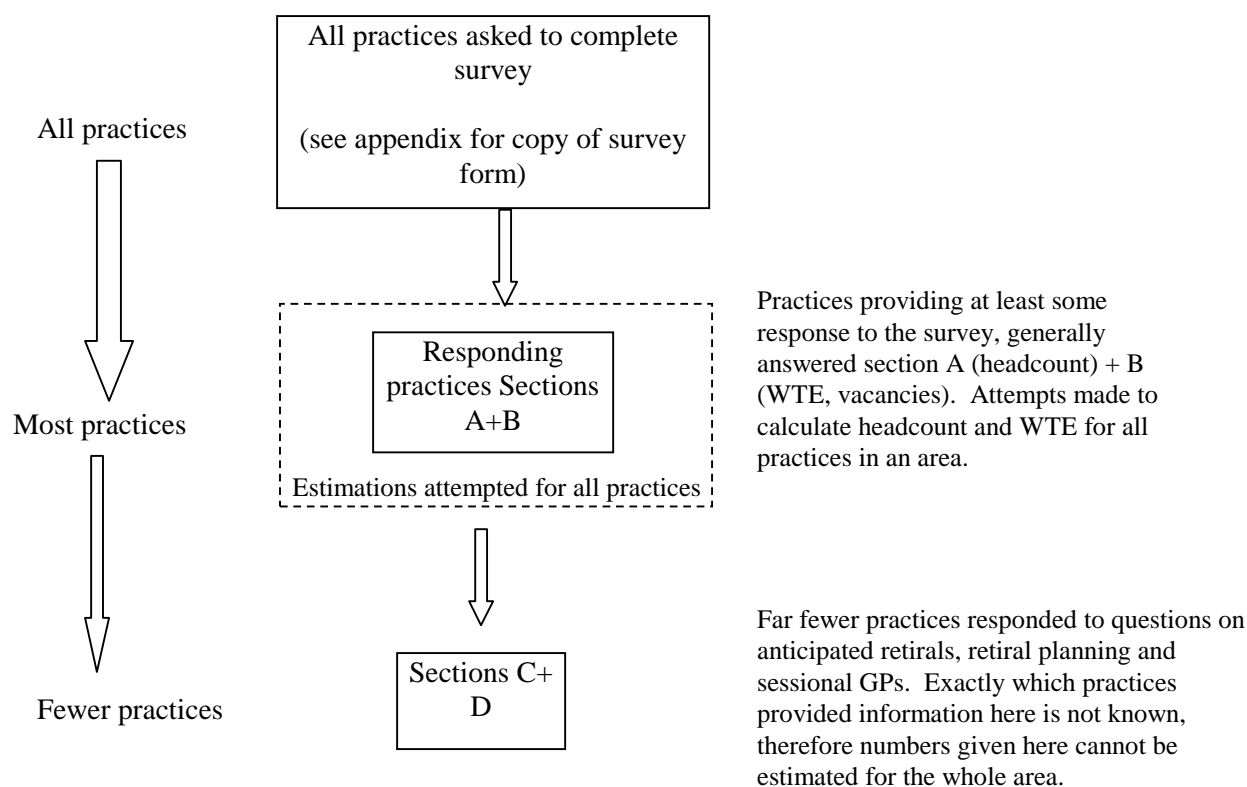 All practices asked to complete
survey
(see appendix for copy of survey
form)
All practices
Most practices
Fewer practices
Responding
practices Sections
A+B
Estimations attempted for all practices
Practices providing at least some
response to the survey, generally
answered section A (headcount) + B
(WTE, vacancies).  Attempts made to
calculate headcount and WTE for all
practices in an area.
Sections C+
D
Far fewer practices responded to questions on
anticipated retirals, retiral planning and
sessional GPs.  Exactly which practices
provided information here is not known,
therefore numbers given here cannot be
estimated for the whole area.